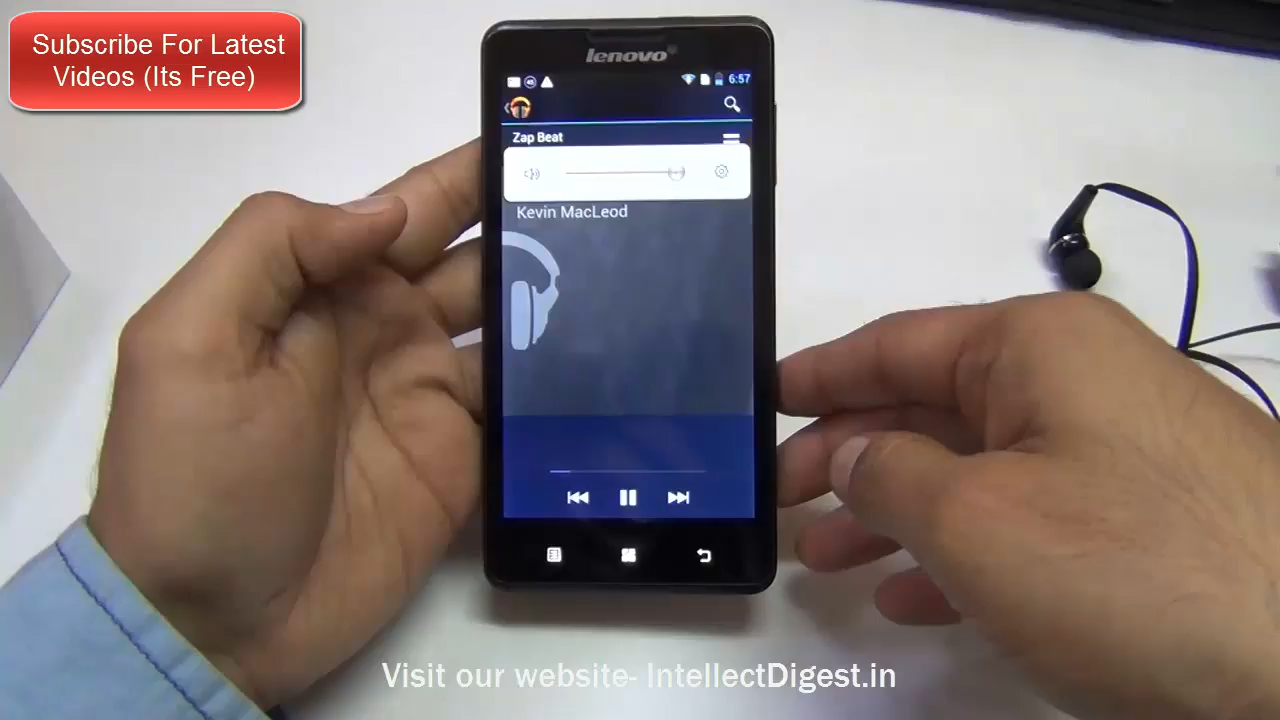 Subscribe For Latest
Videos (Its Free)
lenovo
6:57
Zap Beat
Kevin MacLeod
Visit our website- IntellectDigest.in